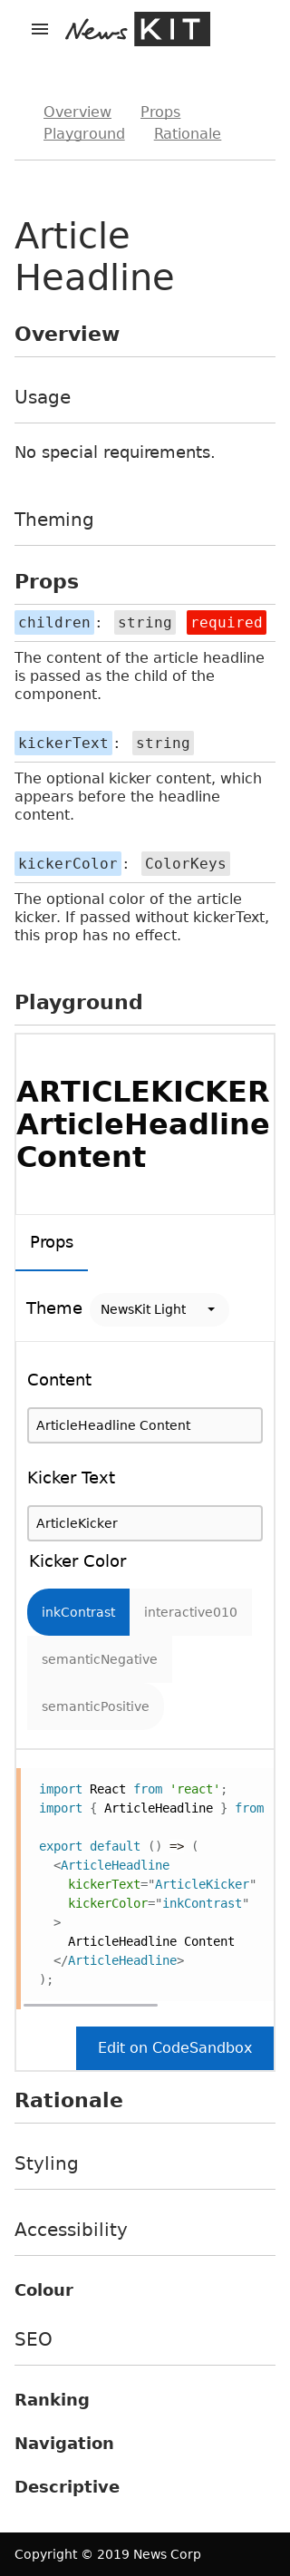 News KIT
Overview Props
Playground Rationale
Article
Headline
Overview
Usage
No special requirements.
Theming
Props
children: string required
The content of the article headline
is passed as the child of the
component.
kickerText: string
The optional kicker content, which
appears before the headline
content.
kickerColor: ColorKeys
The optional color of the article
kicker. If passed without kickerText,
this prop has no effect.
Playground
ARTICLEKICKER
ArticleHeadline
Content
Props
Theme NewsKit Light
Content
ArticleHeadline Content
Kicker Text
ArticleKicker
Kicker Color
inkContrast interactive010
semanticNegative
semanticPositive
import React from 'react';
import { ArticleHeadline } from
export default () => (
<ArticleHeadline
kickerText="ArticleKicker"
kickerColor="inkContrast"
>
ArticleHeadline Content
</ArticleHeadline>
);
Edit on CodeSandbox
Rationale
Styling
Accessibility
Colour
SEO
Ranking
Navigation
Descriptive
Copyright © 2019 News Corp